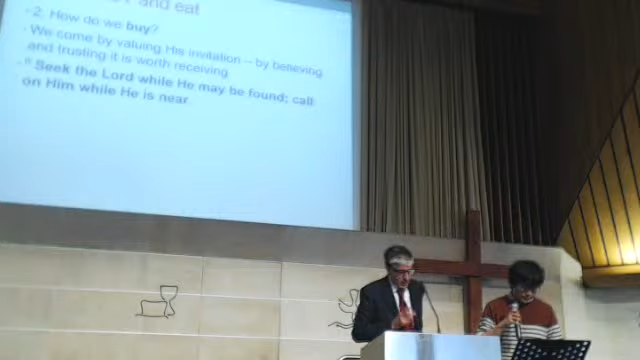 and eat
- 2. How do we buy?
- We come by valuing His invitation – by believing
and trusting it is worth receiving
- 6 Seek the Lord while He may be found; call
on Him while He is near.